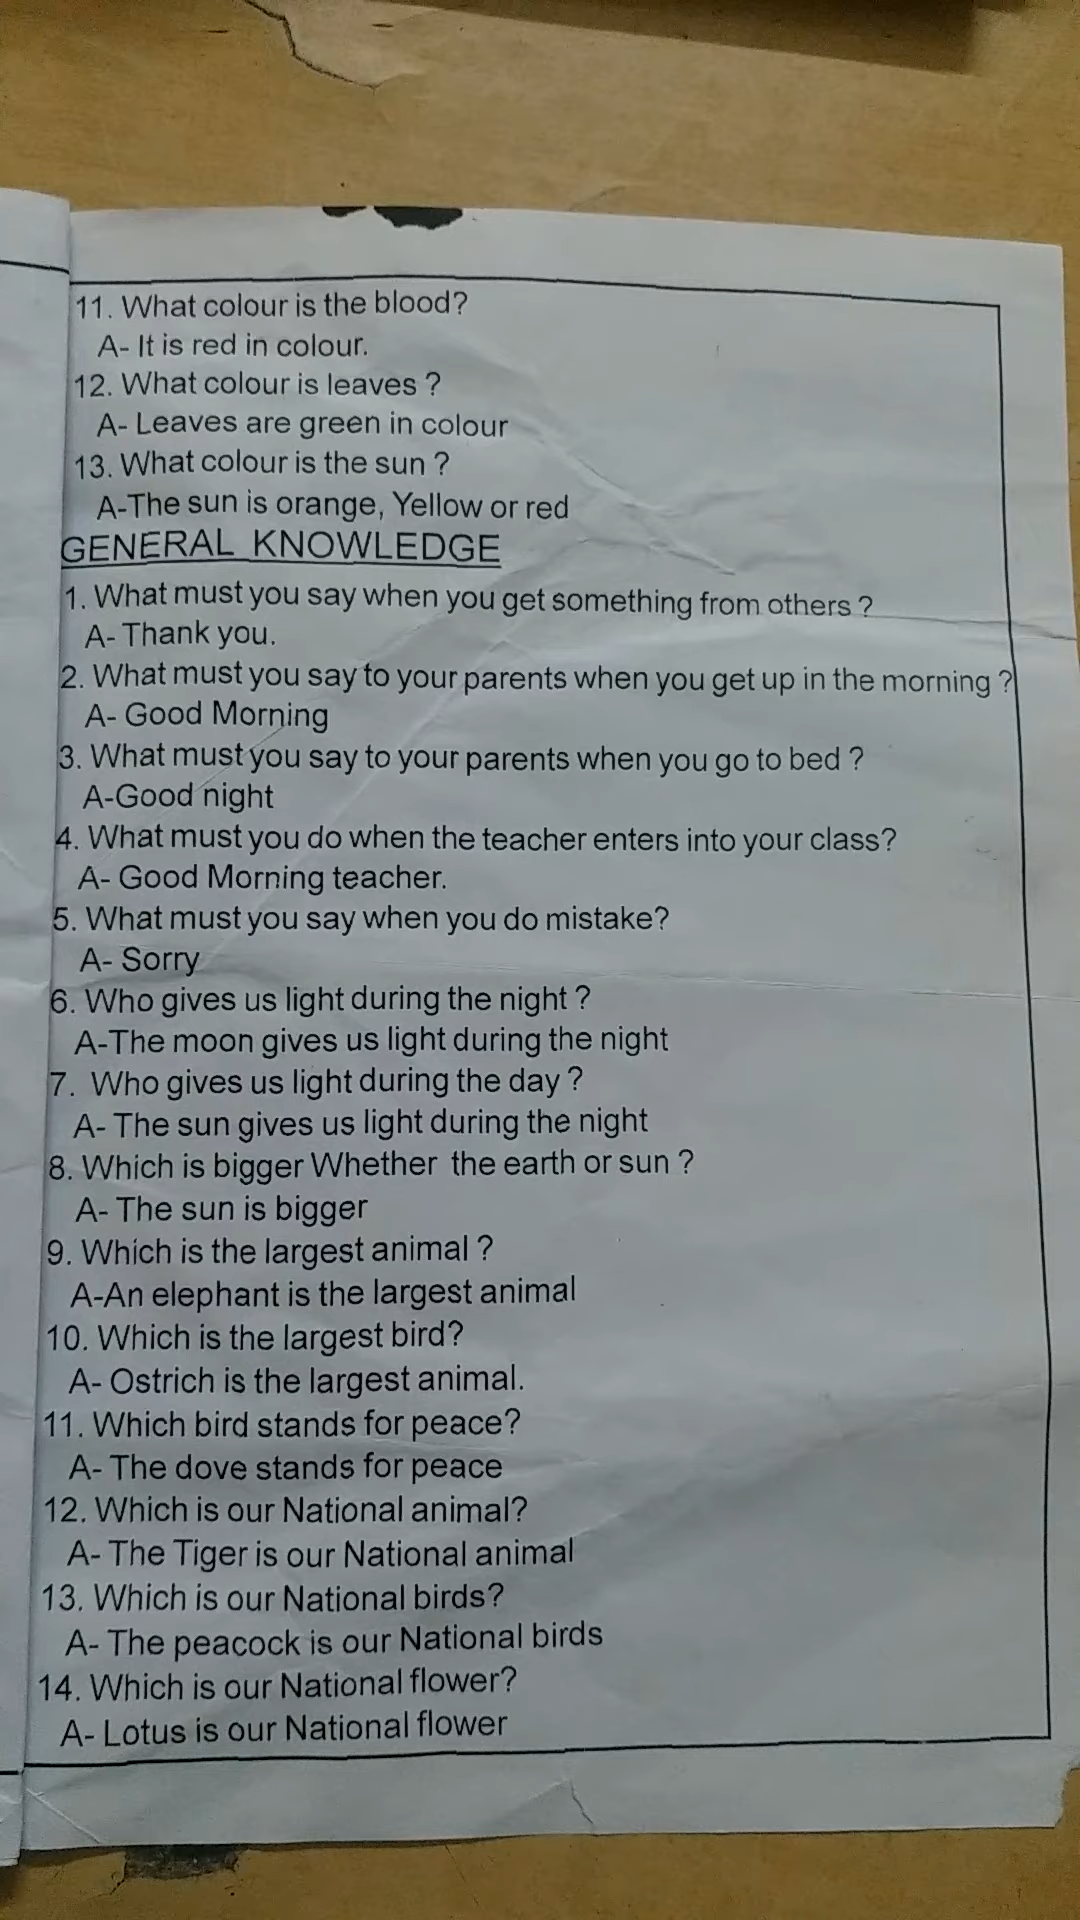 11. What colour is the blood?
A- It is red in colour.
12. What colour is leaves ?
A- Leaves are green in colour
13. What colour is the sun ?
A-The sun is orange, Yellow or red
GENERAL KNOWLEDGE
1. What must you say when you get something from others ?
A- Thank you.
2. What must you say to your parents when you get up in the morning ?
A- Good Morning
3. What must you say to your parents when you go to bed ?
A-Good night
4. What must you do when the teacher enters into your class?
A- Good Morning teacher.
5. What must you say when you do mistake?
A- Sorry
6. Who gives us light during the night ?
A-The moon gives us light during the night
7. Who gives us light during the day ?
A- The sun gives us light during the night
8. Which is bigger Whether the earth or sun ?
A- The sun is bigger
9. Which is the largest animal ?
A-An elephant is the largest animal
10. Which is the largest bird?
A- Ostrich is the largest animal.
11. Which bird stands for peace?
A- The dove stands for peace
12. Which is our National animal?
A- The Tiger is our National animal
13. Which is our National birds?
A- The peacock is our National birds
14. Which is our National flower?
A- Lotus is our National flower